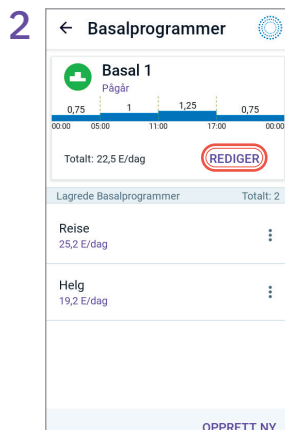 2
← Basalprogrammer
Basal 1
Pågår
0,75 1 1,25 0,75
00:00 05:00 11:00 17:00 00:00
Totalt: 22,5 E/dag REDIGER
Lagrede Basalprogrammer Totalt: 2
Reise
25,2 E/dag
Helg
19,2 E/dag
OPPRETT NY